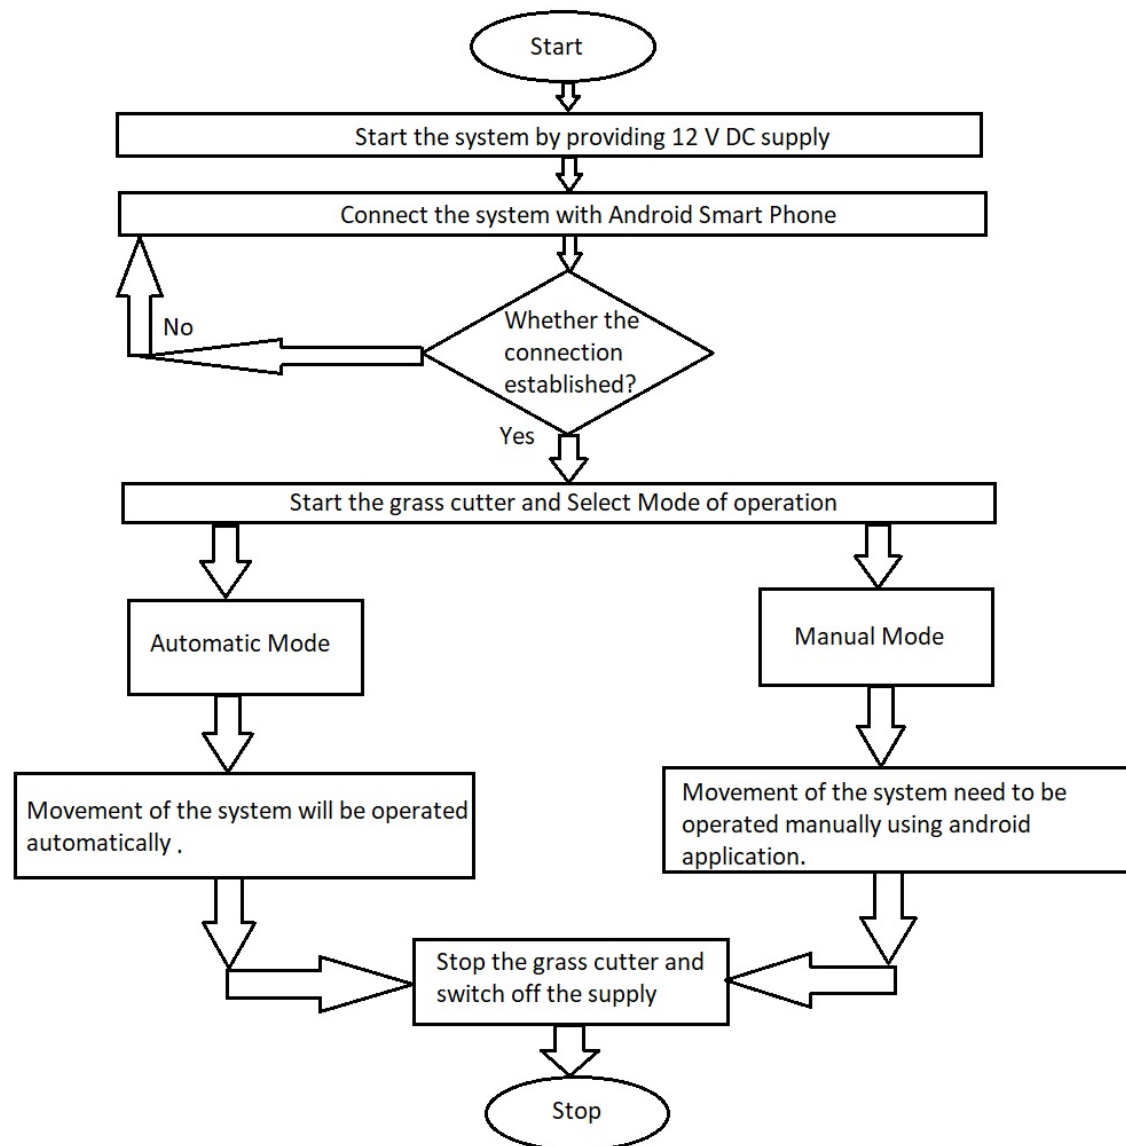 Start
Start the system by providing 12 V DC supply
Connect the system with Android Smart Phone
Whether the
connection
established?
No
Yes
Start the grass cutter and Select Mode of operation
Automatic Mode
Manual Mode
Movement of the system will be operated
automatically .
Movement of the system need to be
operated manually using android
application.
Stop the grass cutter and
switch off the supply
Stop